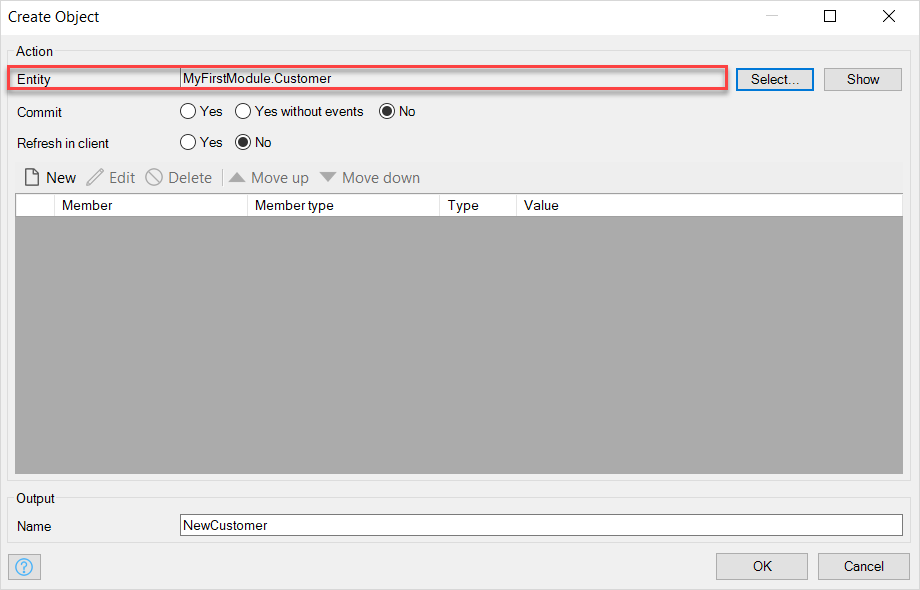 Create Object
Action
Entity MyFirstModule.Customer Select... Show
Commit Yes Yes without events No
Refresh in client Yes No
New Edit Delete Move up Move down
Member Member type Type Value
Output
Name NewCustomer
? OK Cancel